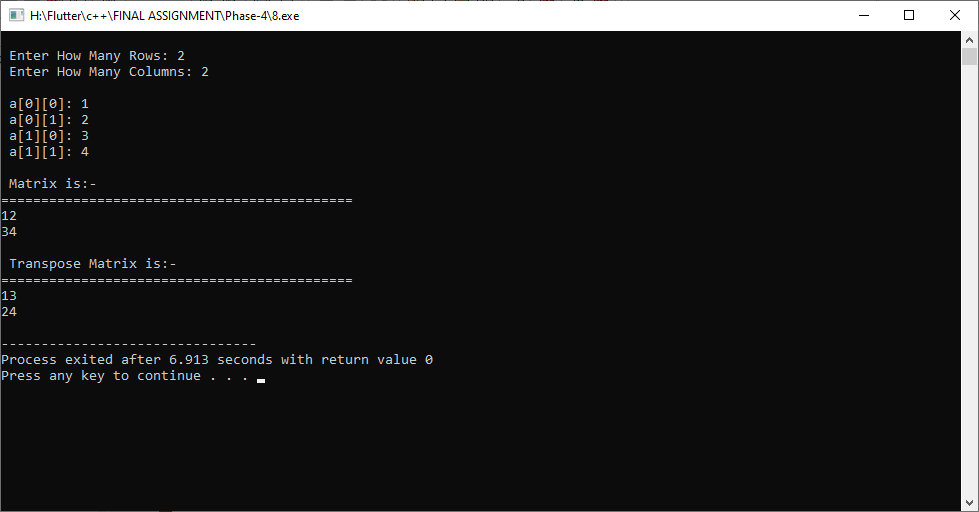 H:\Flutter\c++\FINAL ASSIGNMENT\Phase-4\8.exe
Enter How Many Rows: 2
Enter How Many Columns: 2
a[0][0]: 1
a[0][1]: 2
a[1][0]: 3
a[1][1]: 4
Matrix is:-
============================================
12
34
Transpose Matrix is:-
============================================
13
24
--------------------------------
Process exited after 6.913 seconds with return value 0
Press any key to continue . . .